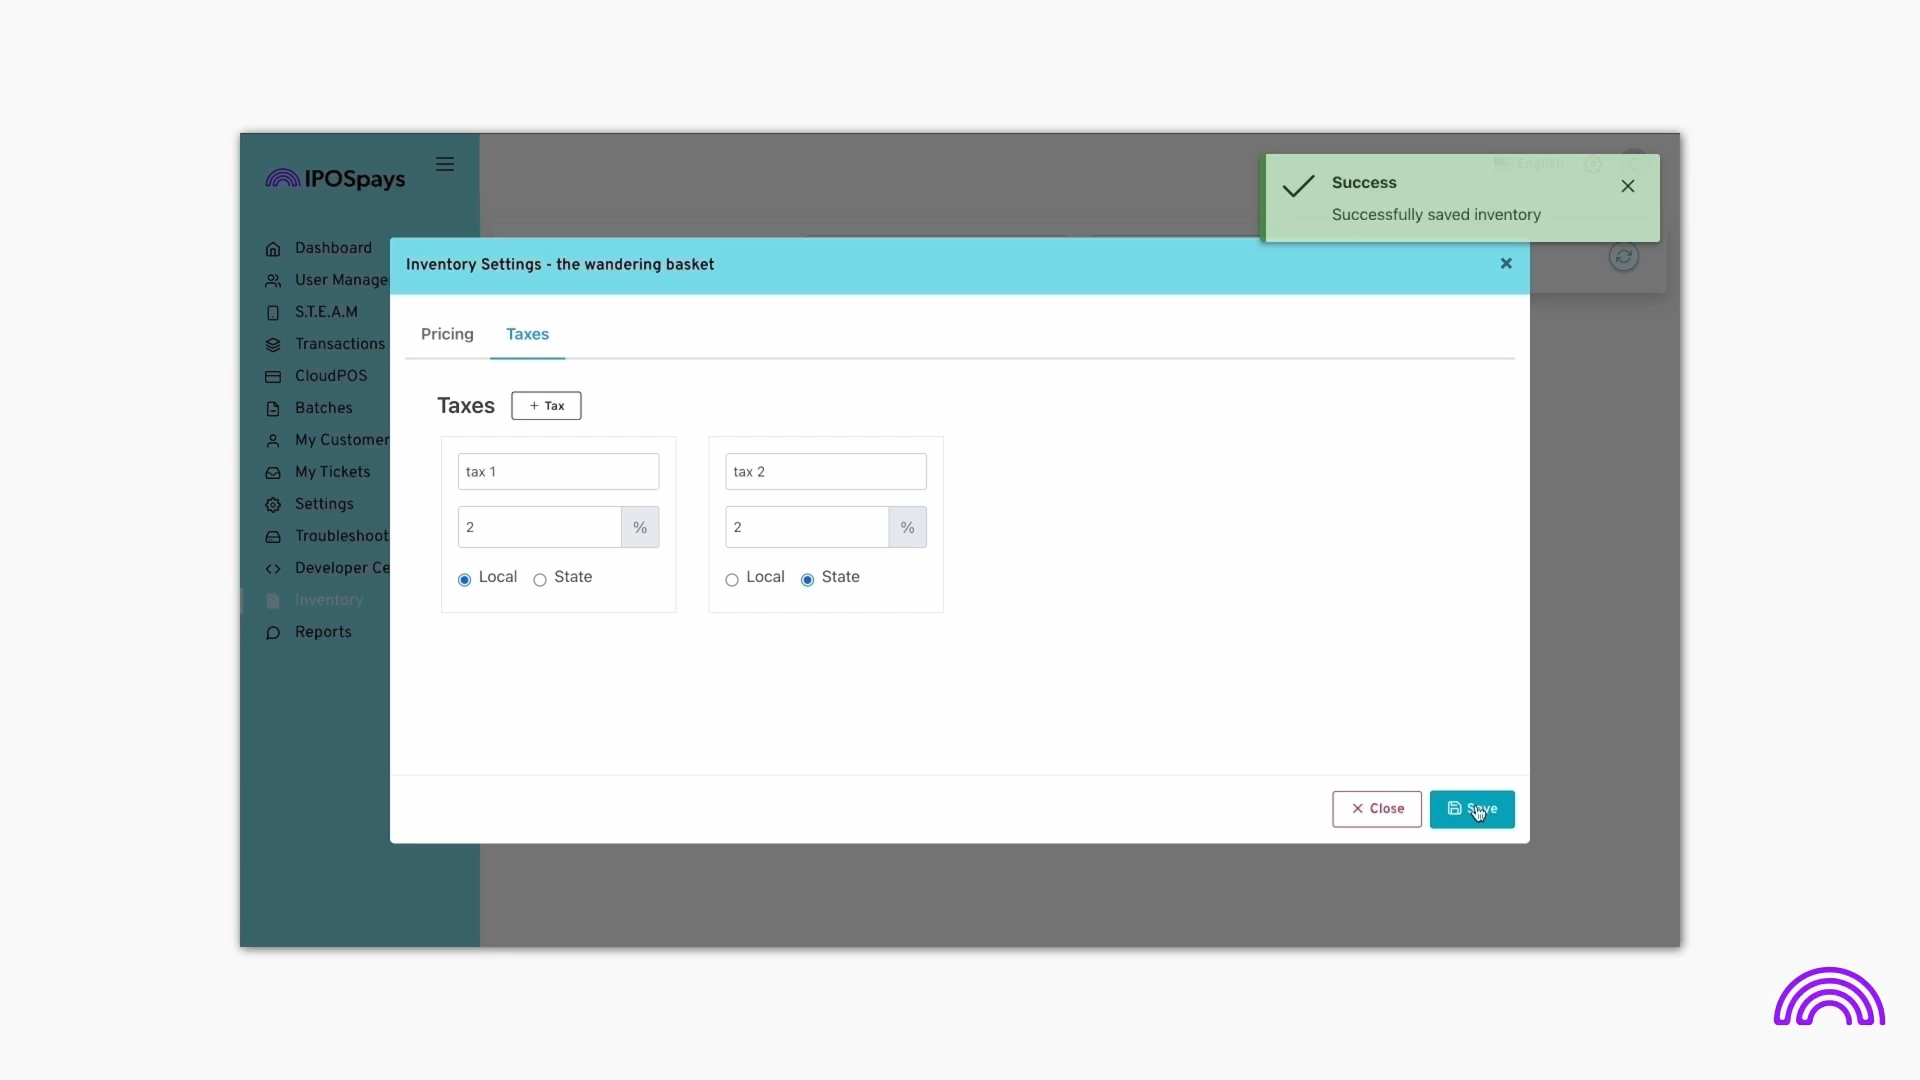 IPOSpays
English
Success
Successfully saved inventory
Dashboard
User Manage
S.T.E.A.M
Transactions
CloudPOS
Batches
My Customer
My Tickets
Settings
Troubleshoot
Developer Ce
Inventory
Reports
Inventory Settings - the wandering basket
Pricing Taxes
Taxes + Tax
tax 1 tax 2
2 % 2 %
Local State Local State
Close Save